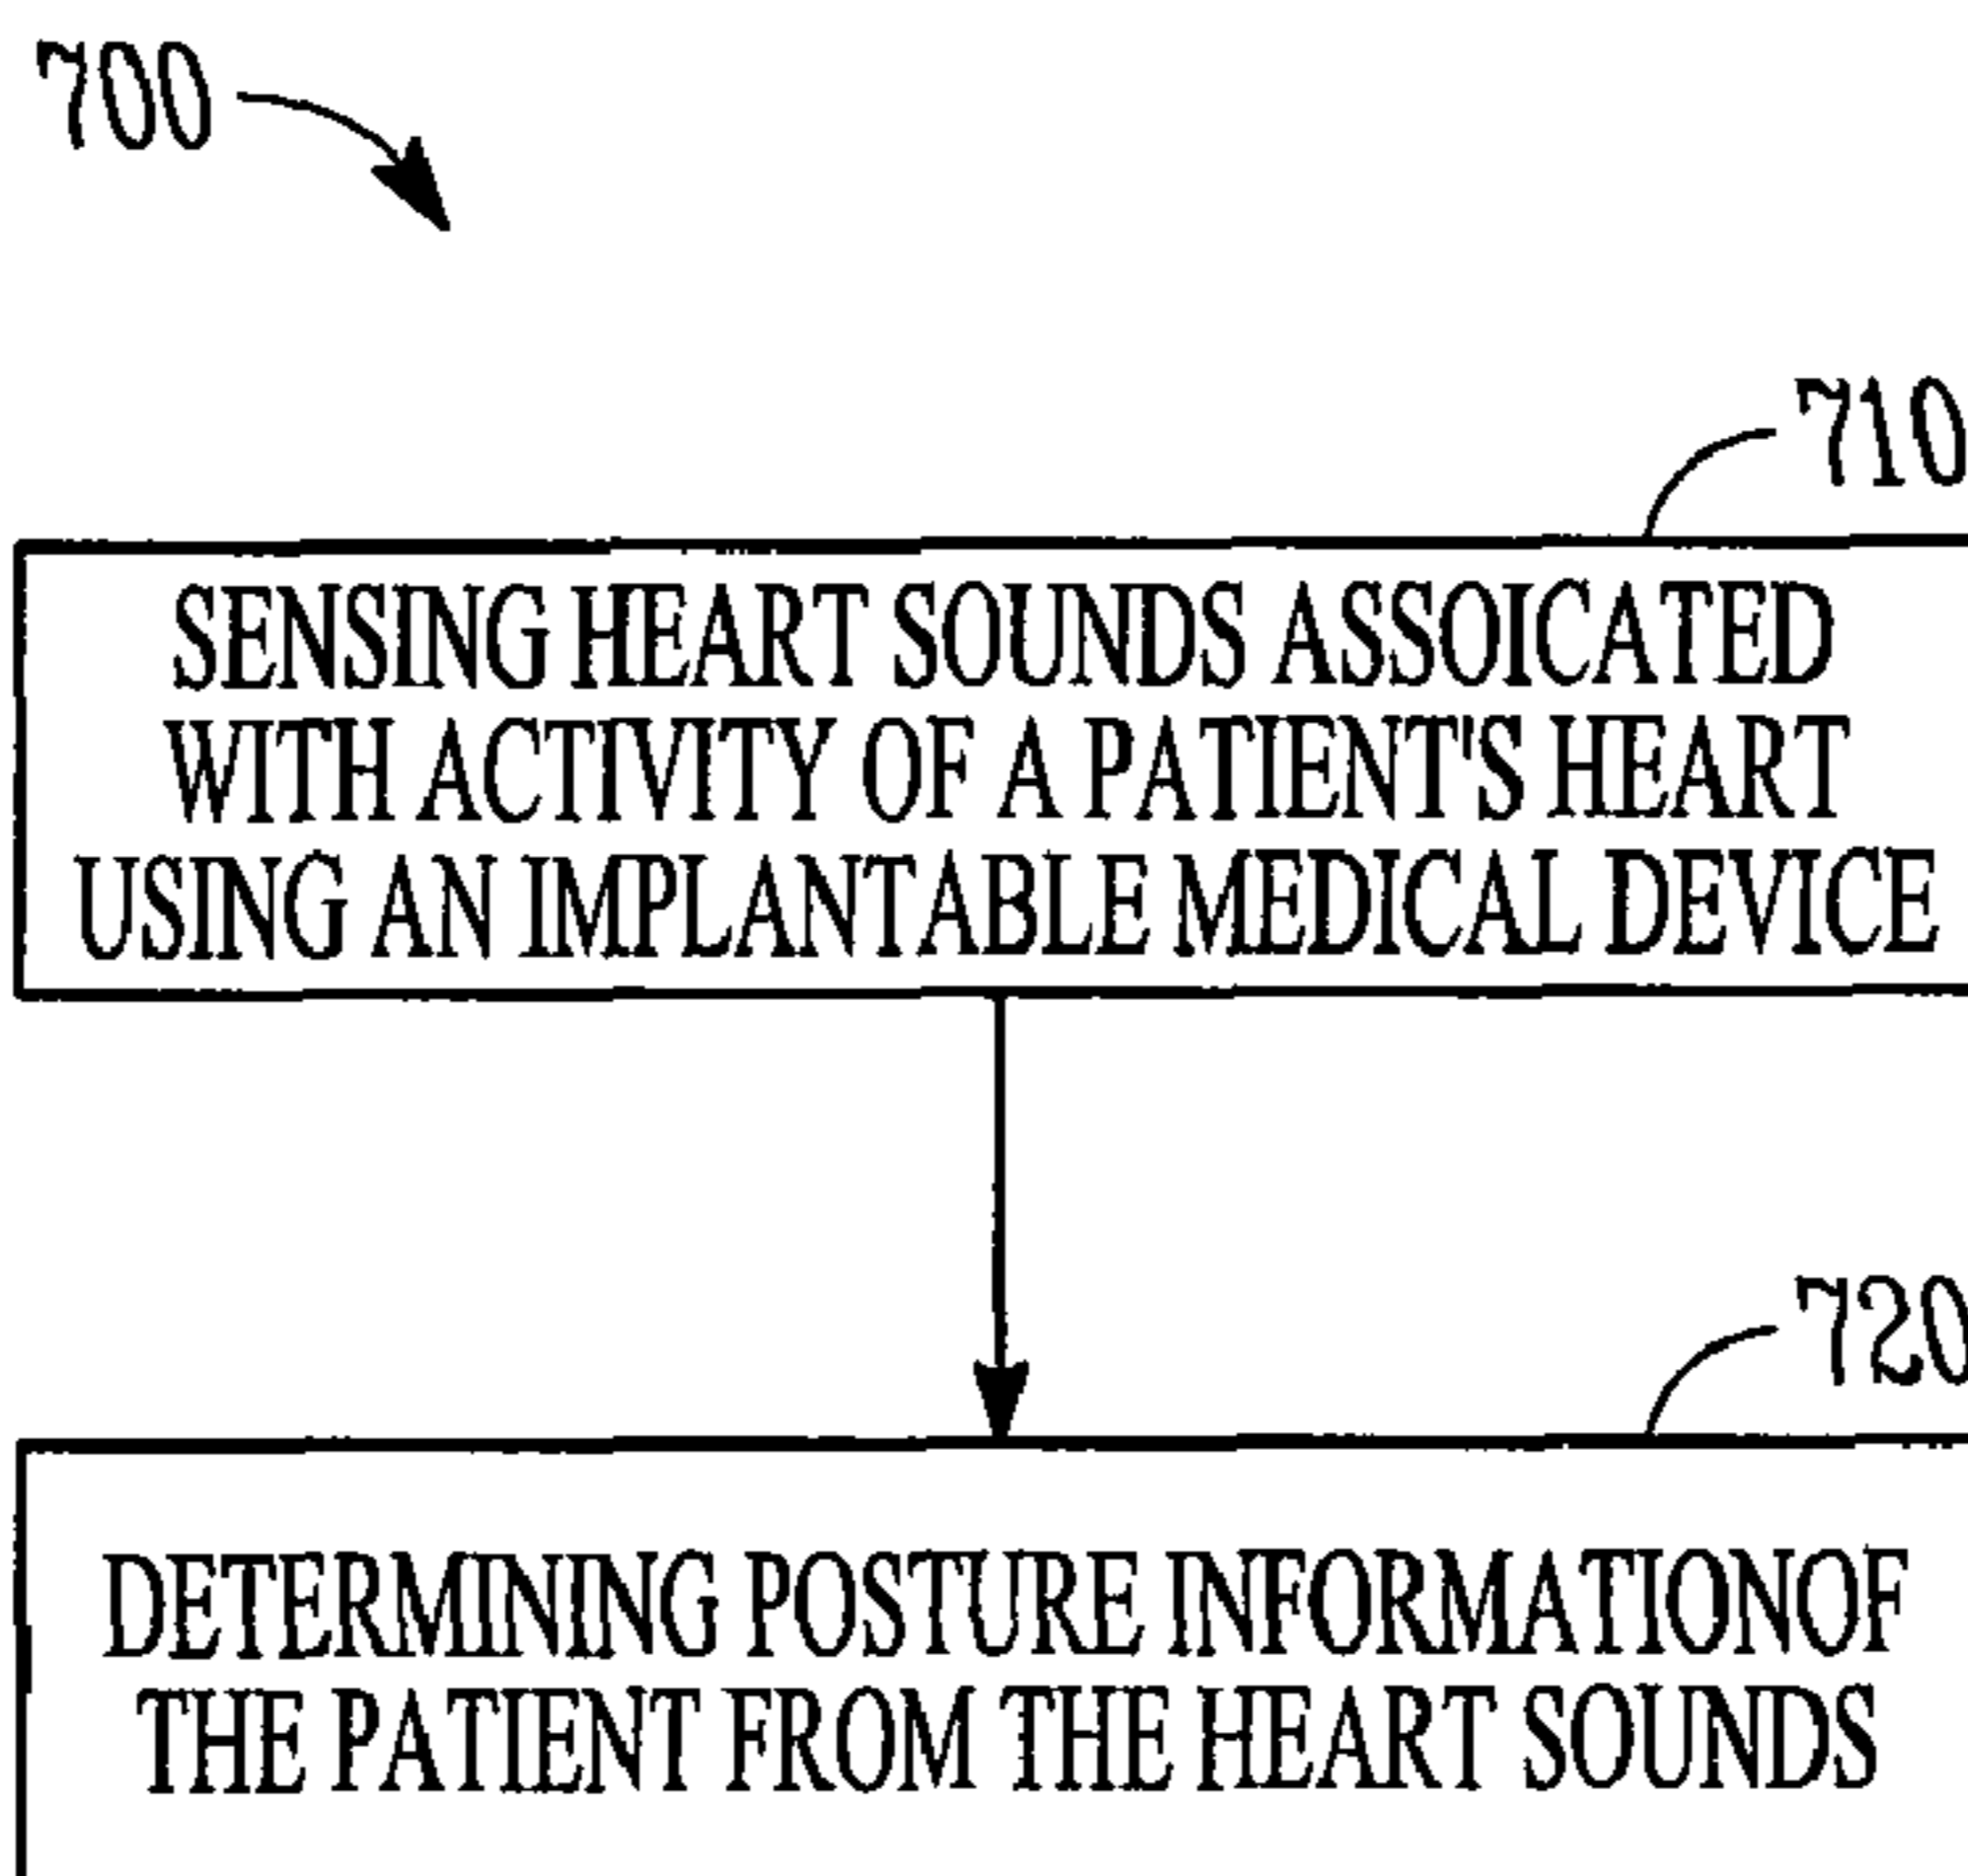 700
710
SENSING HEART SOUNDS ASSOICATED
WITH ACTIVITY OF A PATIENT'S HEART
USING AN IMPLANTABLE MEDICAL DEVICE
720
DETERMINING POSTURE INFORMATIONOF
THE PATIENT FROM THE HEART SOUNDS